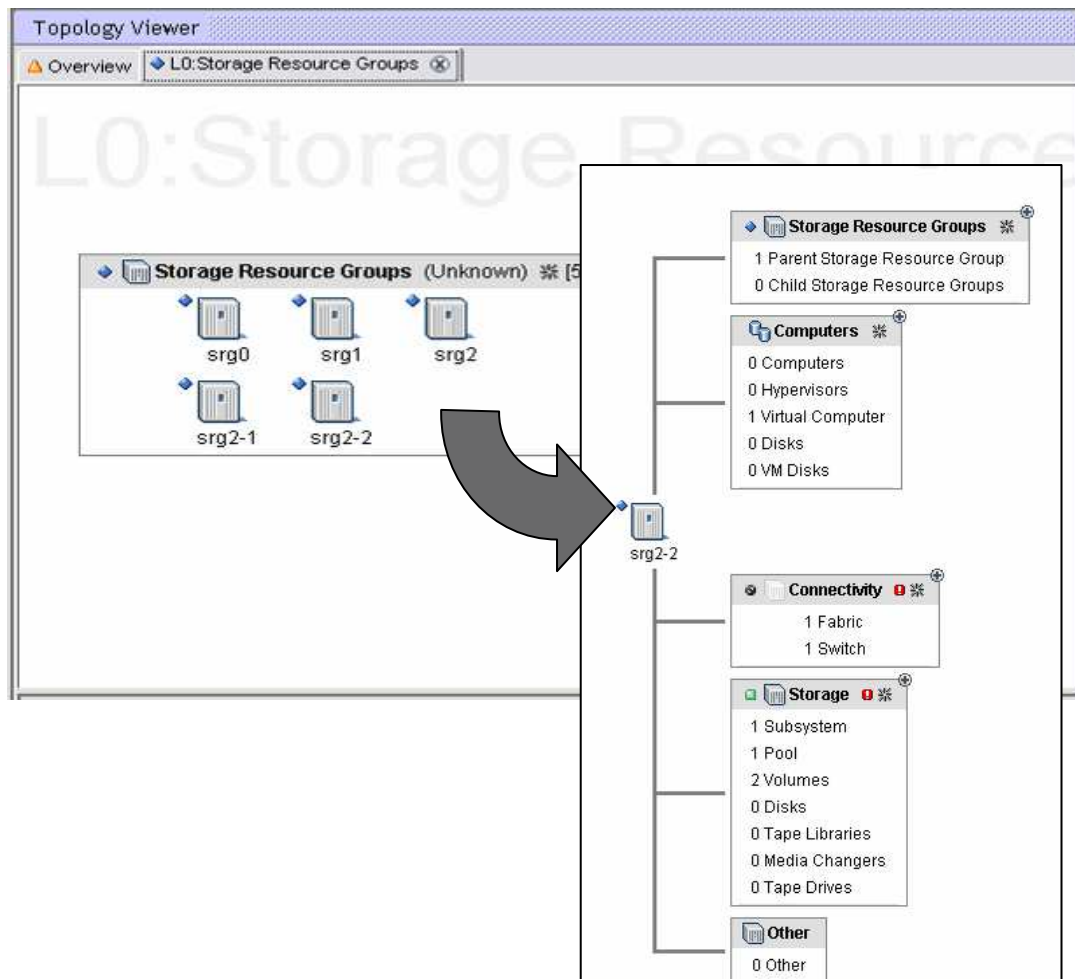 Topology Viewer
Overview
L0:Storage Resource Groups
L0:Storage Resource
Storage Resource Groups (Unknown) [5
srg0
srg1
srg2
srg2-1
srg2-2
srg2-2
Storage Resource Groups
1 Parent Storage Resource Group
0 Child Storage Resource Groups
Computers
0 Computers
0 Hypervisors
1 Virtual Computer
0 Disks
0 VM Disks
Connectivity
1 Fabric
1 Switch
Storage
1 Subsystem
1 Pool
2 Volumes
0 Disks
0 Tape Libraries
0 Media Changers
0 Tape Drives
Other
0 Other